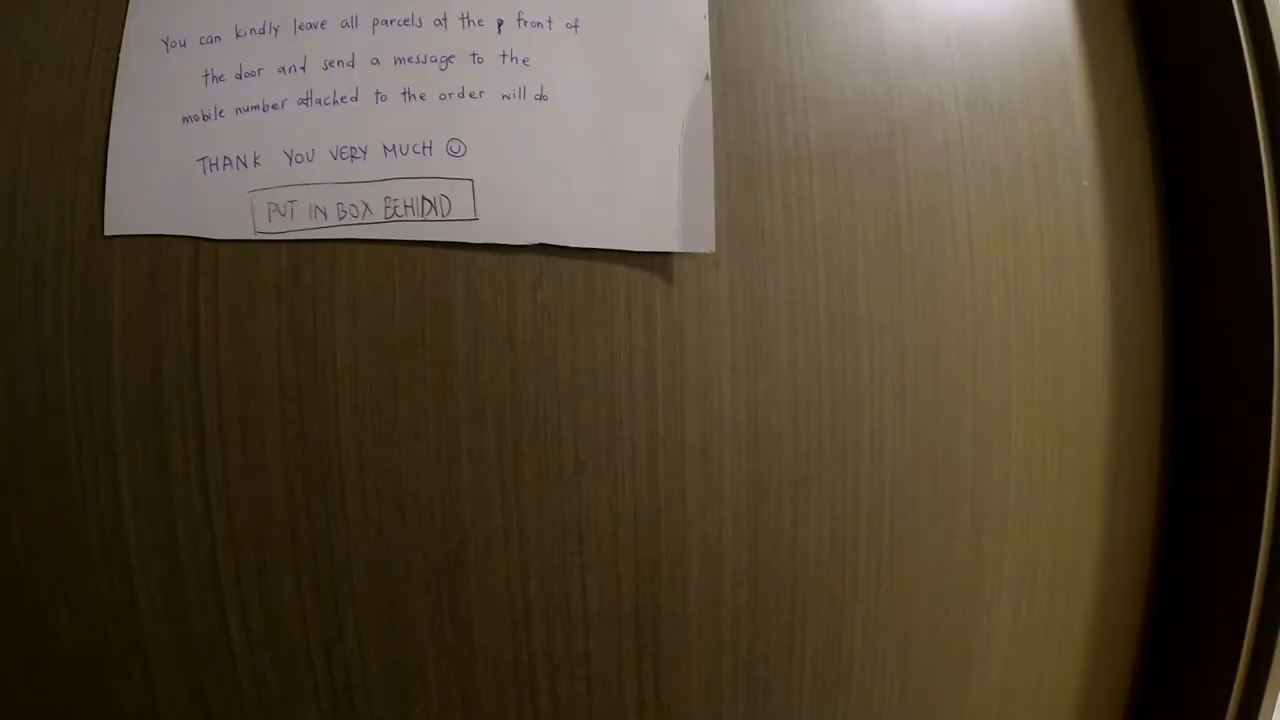 You can kindly leave all parcels at the front of
the door and send a message to the
mobile number attached to the order will do.
THANK YOU VERY MUCH ☺
PUT IN BOX BEHIND